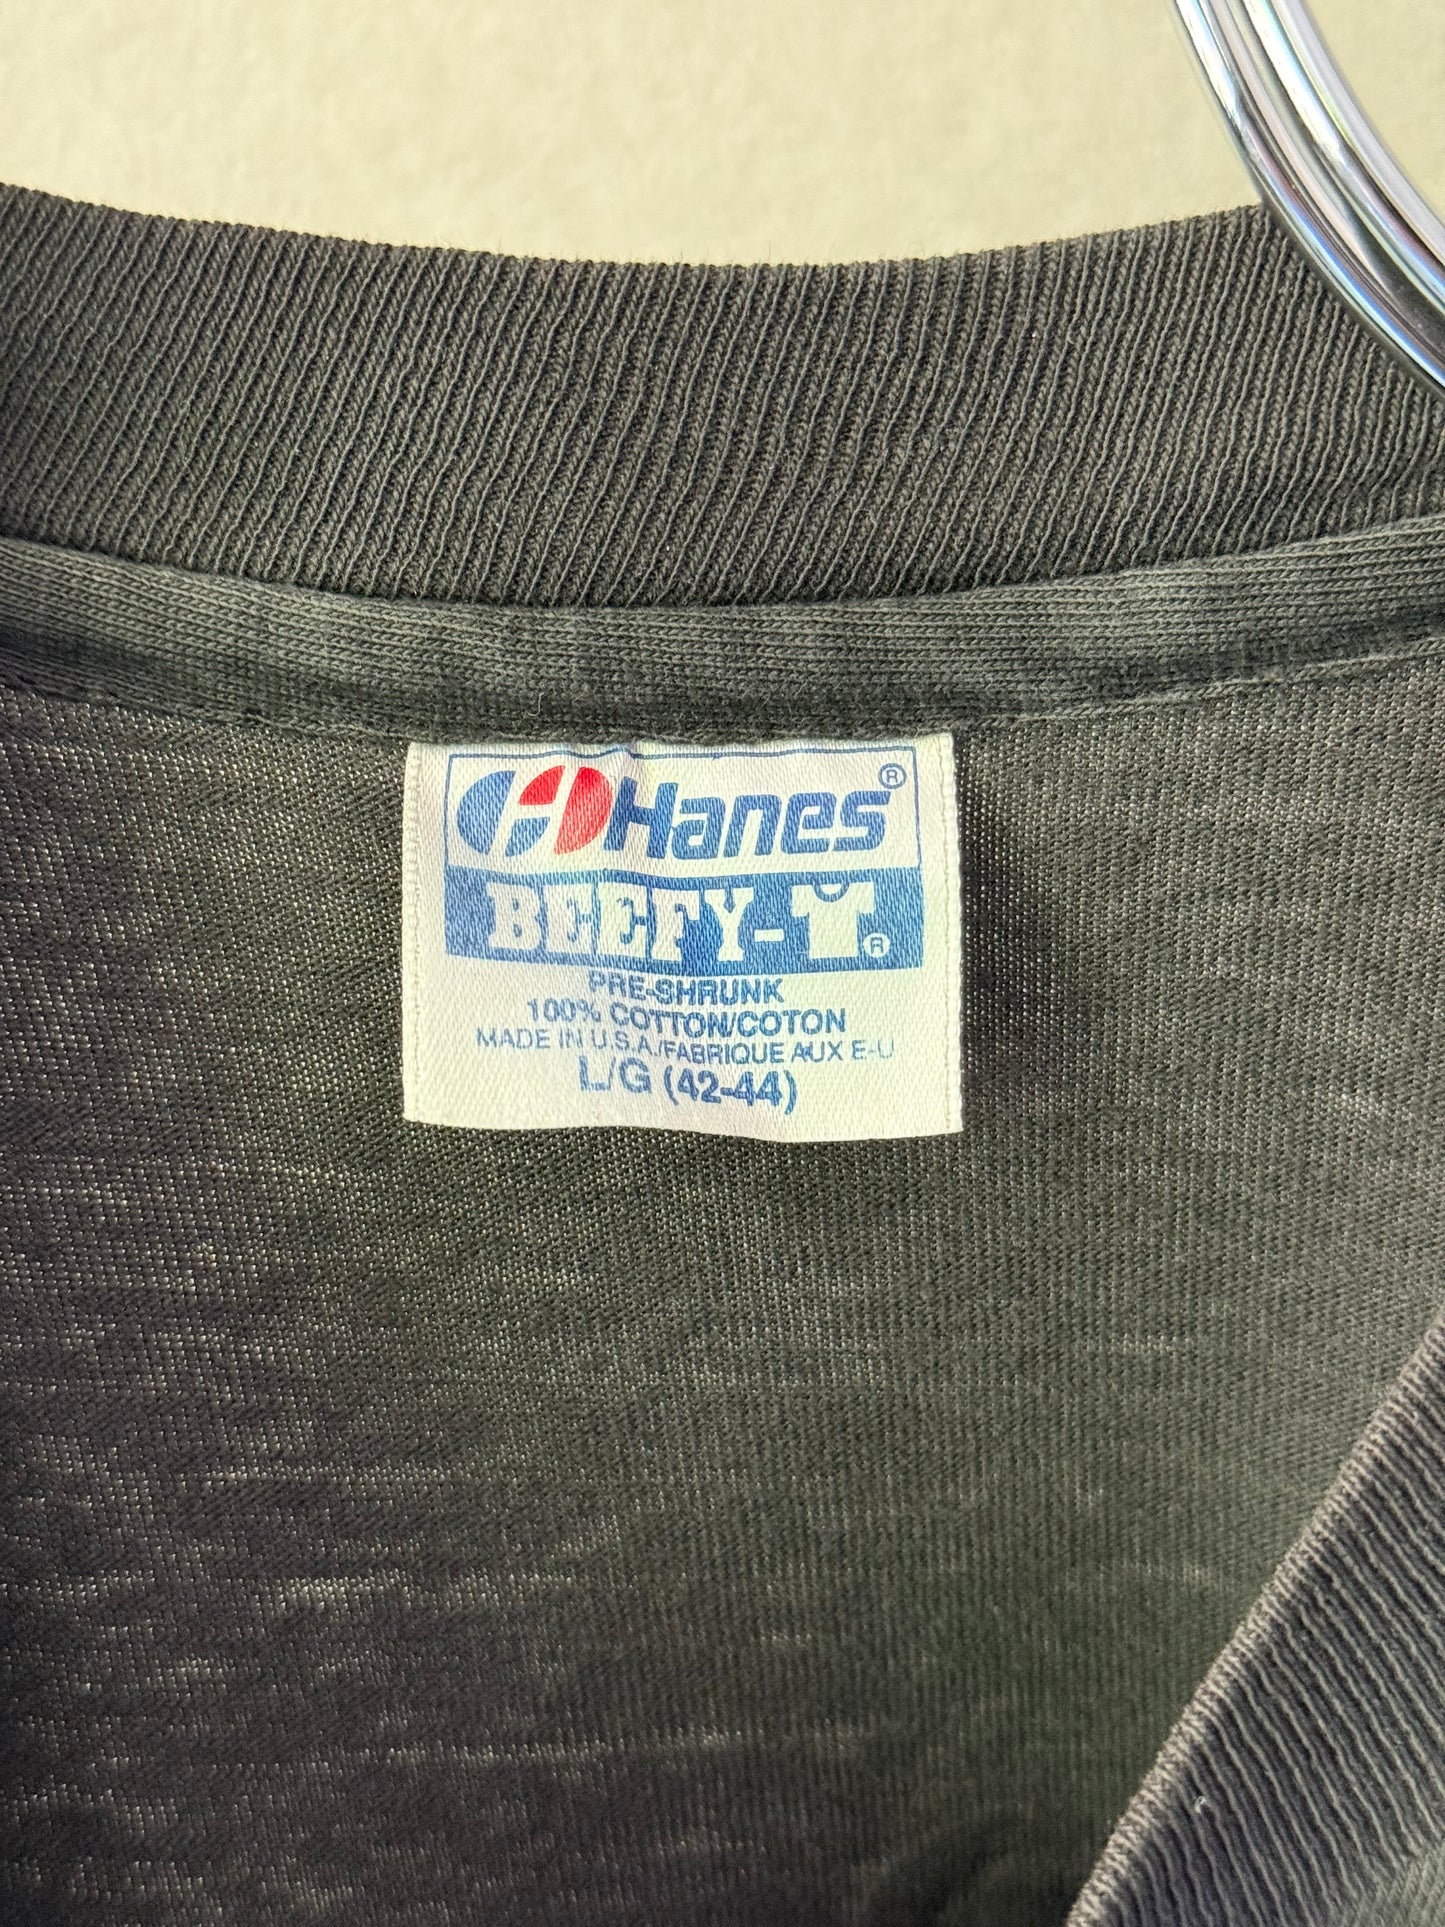 Hanes®
BEEFY-T®
PRE-SHRUNK
100% COTTON/COTON
MADE IN U.S.A./FABRIQUE AUX E-U
L/G (42-44)